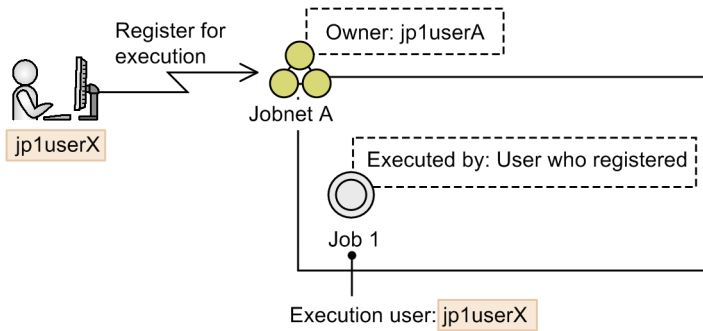 Register for
execution
Owner: jp1userA
jp1userX
Jobnet A
Executed by: User who registered
Job 1
Execution user: jp1userX